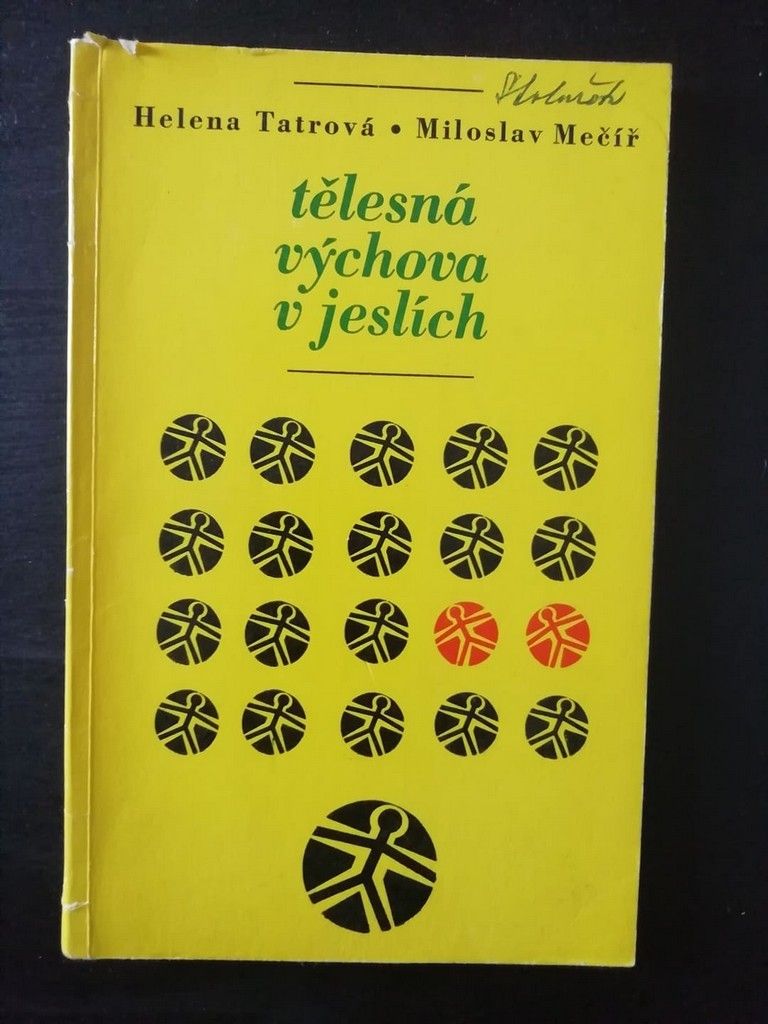 Helena Tatrová • Miloslav Mečíř
tělesná
výchova
v jeslích